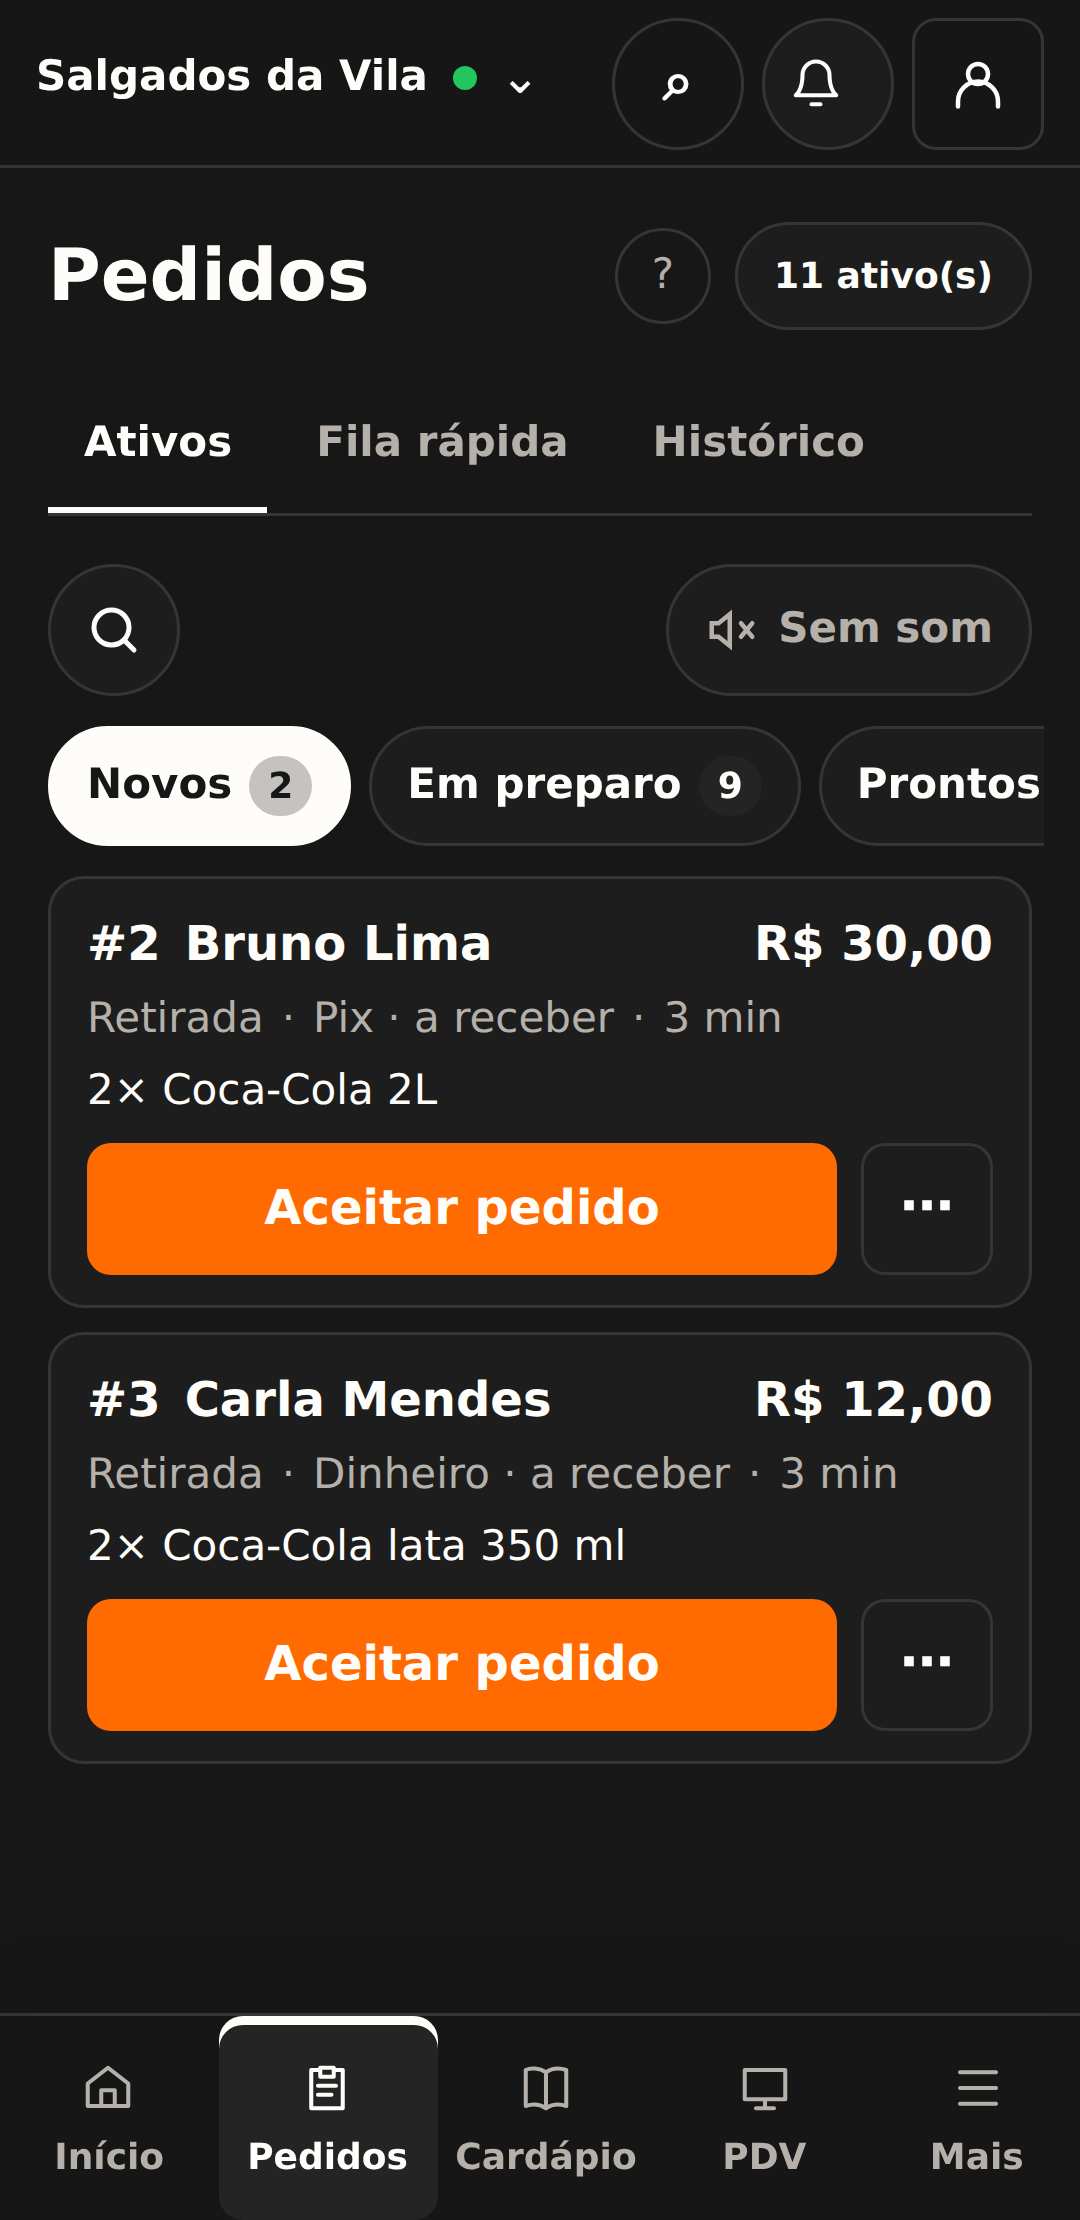 Salgados da Vila
Pedidos
?
11 ativo(s)
Ativos
Fila rápida
Histórico
Sem som
Novos 2
Em preparo 9
Prontos
#2 Bruno Lima
R$ 30,00
Retirada · Pix · a receber · 3 min
2× Coca-Cola 2L
Aceitar pedido
...
#3 Carla Mendes
R$ 12,00
Retirada · Dinheiro · a receber · 3 min
2× Coca-Cola lata 350 ml
Aceitar pedido
...
Início
Pedidos
Cardápio
PDV
Mais